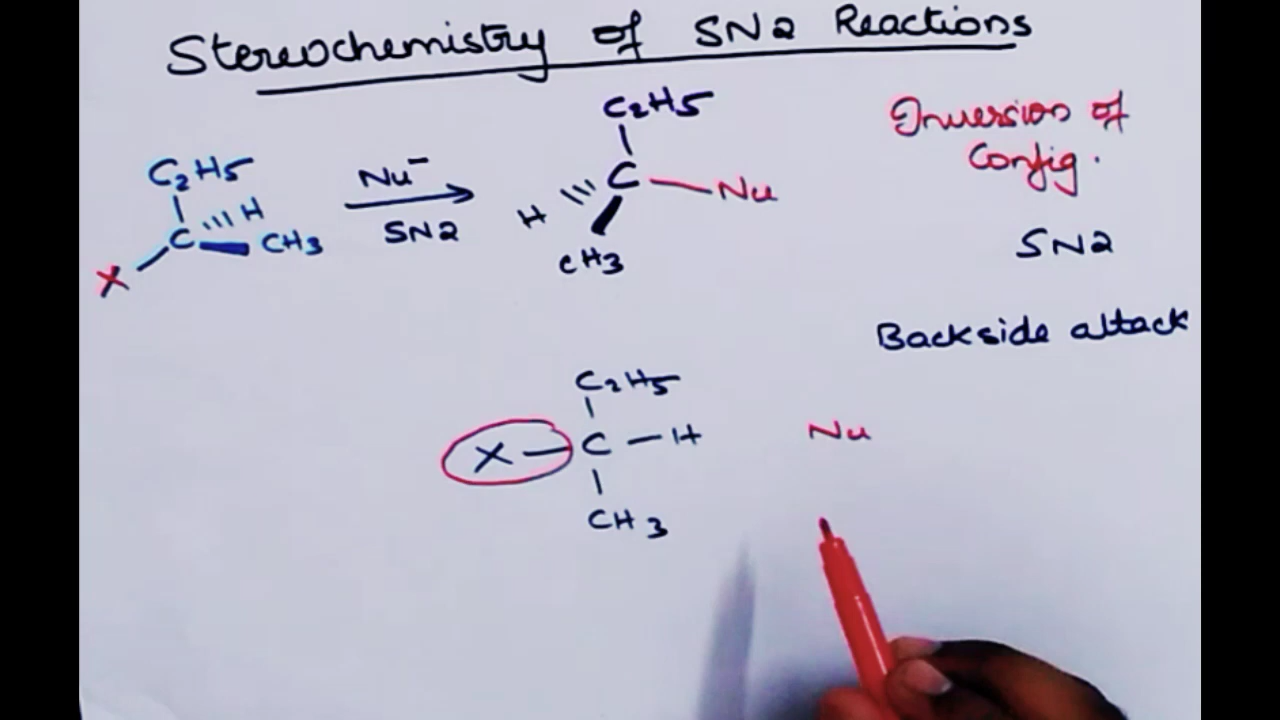 Stereochemistry of SN2 Reactions
C2H5
C2H5 Nu⁻ C Nu
H H
C CH3 SN2 CH3
X
Inversion of
Config.
SN2
Backside attack
C2H5
X C H Nu
CH3